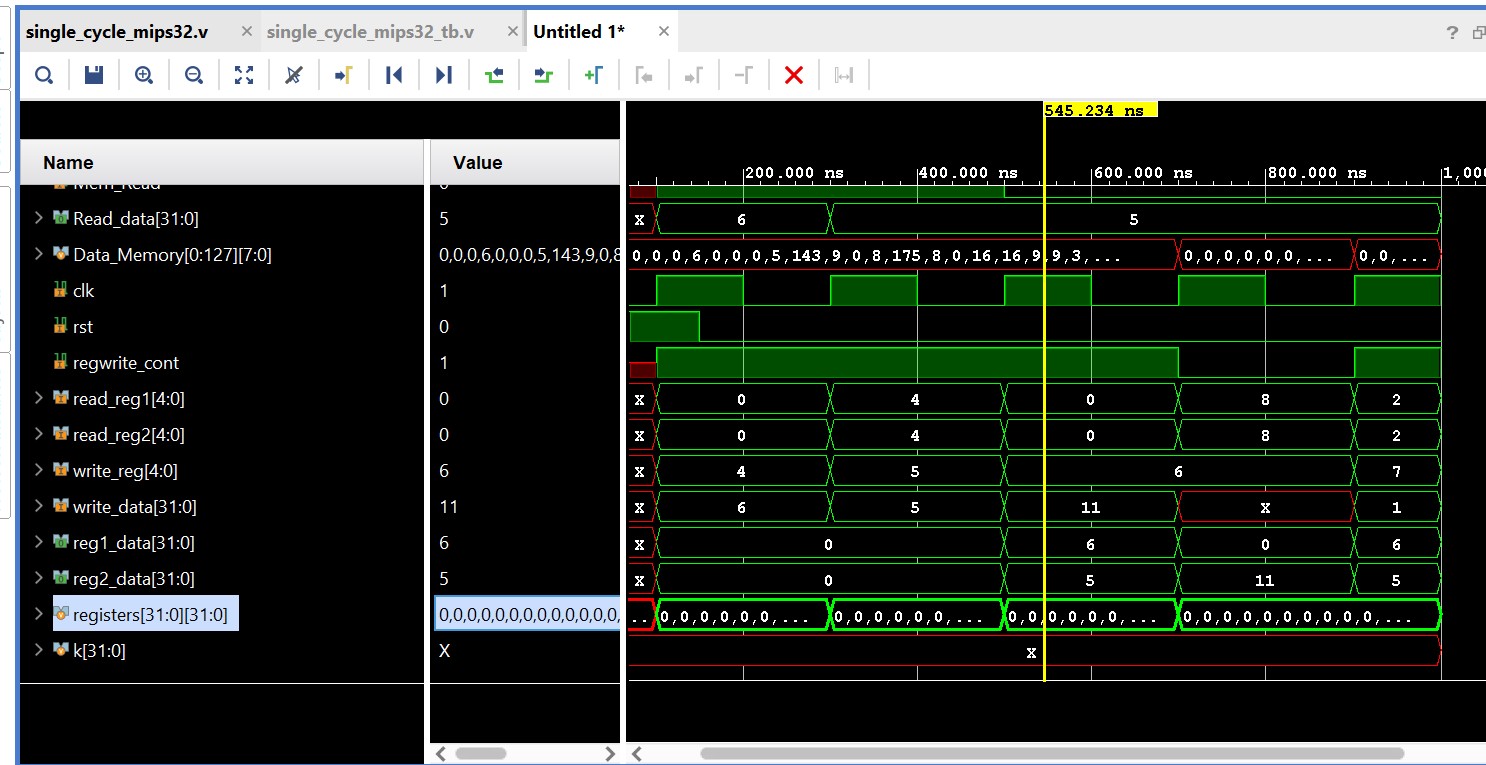 single_cycle_mips32.v × single_cycle_mips32_tb.v × Untitled 1* × ?
545.234 ns
Name Value 200.000 ns 400.000 ns 600.000 ns 800.000 ns 1,000
Mem_Read 0
Read_data[31:0] 5 X 6 5
Data_Memory[0:127][7:0] 0,0,0,6,0,0,0,5,143,9,0,8 0,0,0,6,0,0,0,5,143,9,0,8,175,8,0,16,16,9,9,3,... 0,0,0,0,0,0,... 0,0,...
clk 1
rst 0
regwrite_cont 1
read_reg1[4:0] 0 X 0 4 0 8 2
read_reg2[4:0] 0 X 0 4 0 8 2
write_reg[4:0] 6 X 4 5 6 7
write_data[31:0] 11 X 6 5 11 X 1
reg1_data[31:0] 6 X 0 6 0 6
reg2_data[31:0] 5 X 0 5 11 5
registers[31:0][31:0] 0,0,0,0,0,0,0,0,0,0,0,0,0, .. 0,0,0,0,0,0,... 0,0,0,0,0,0,... 0,0,0,0,0,0,... 0,0,0,0,0,0,0,0,0,0,...
k[31:0] X X